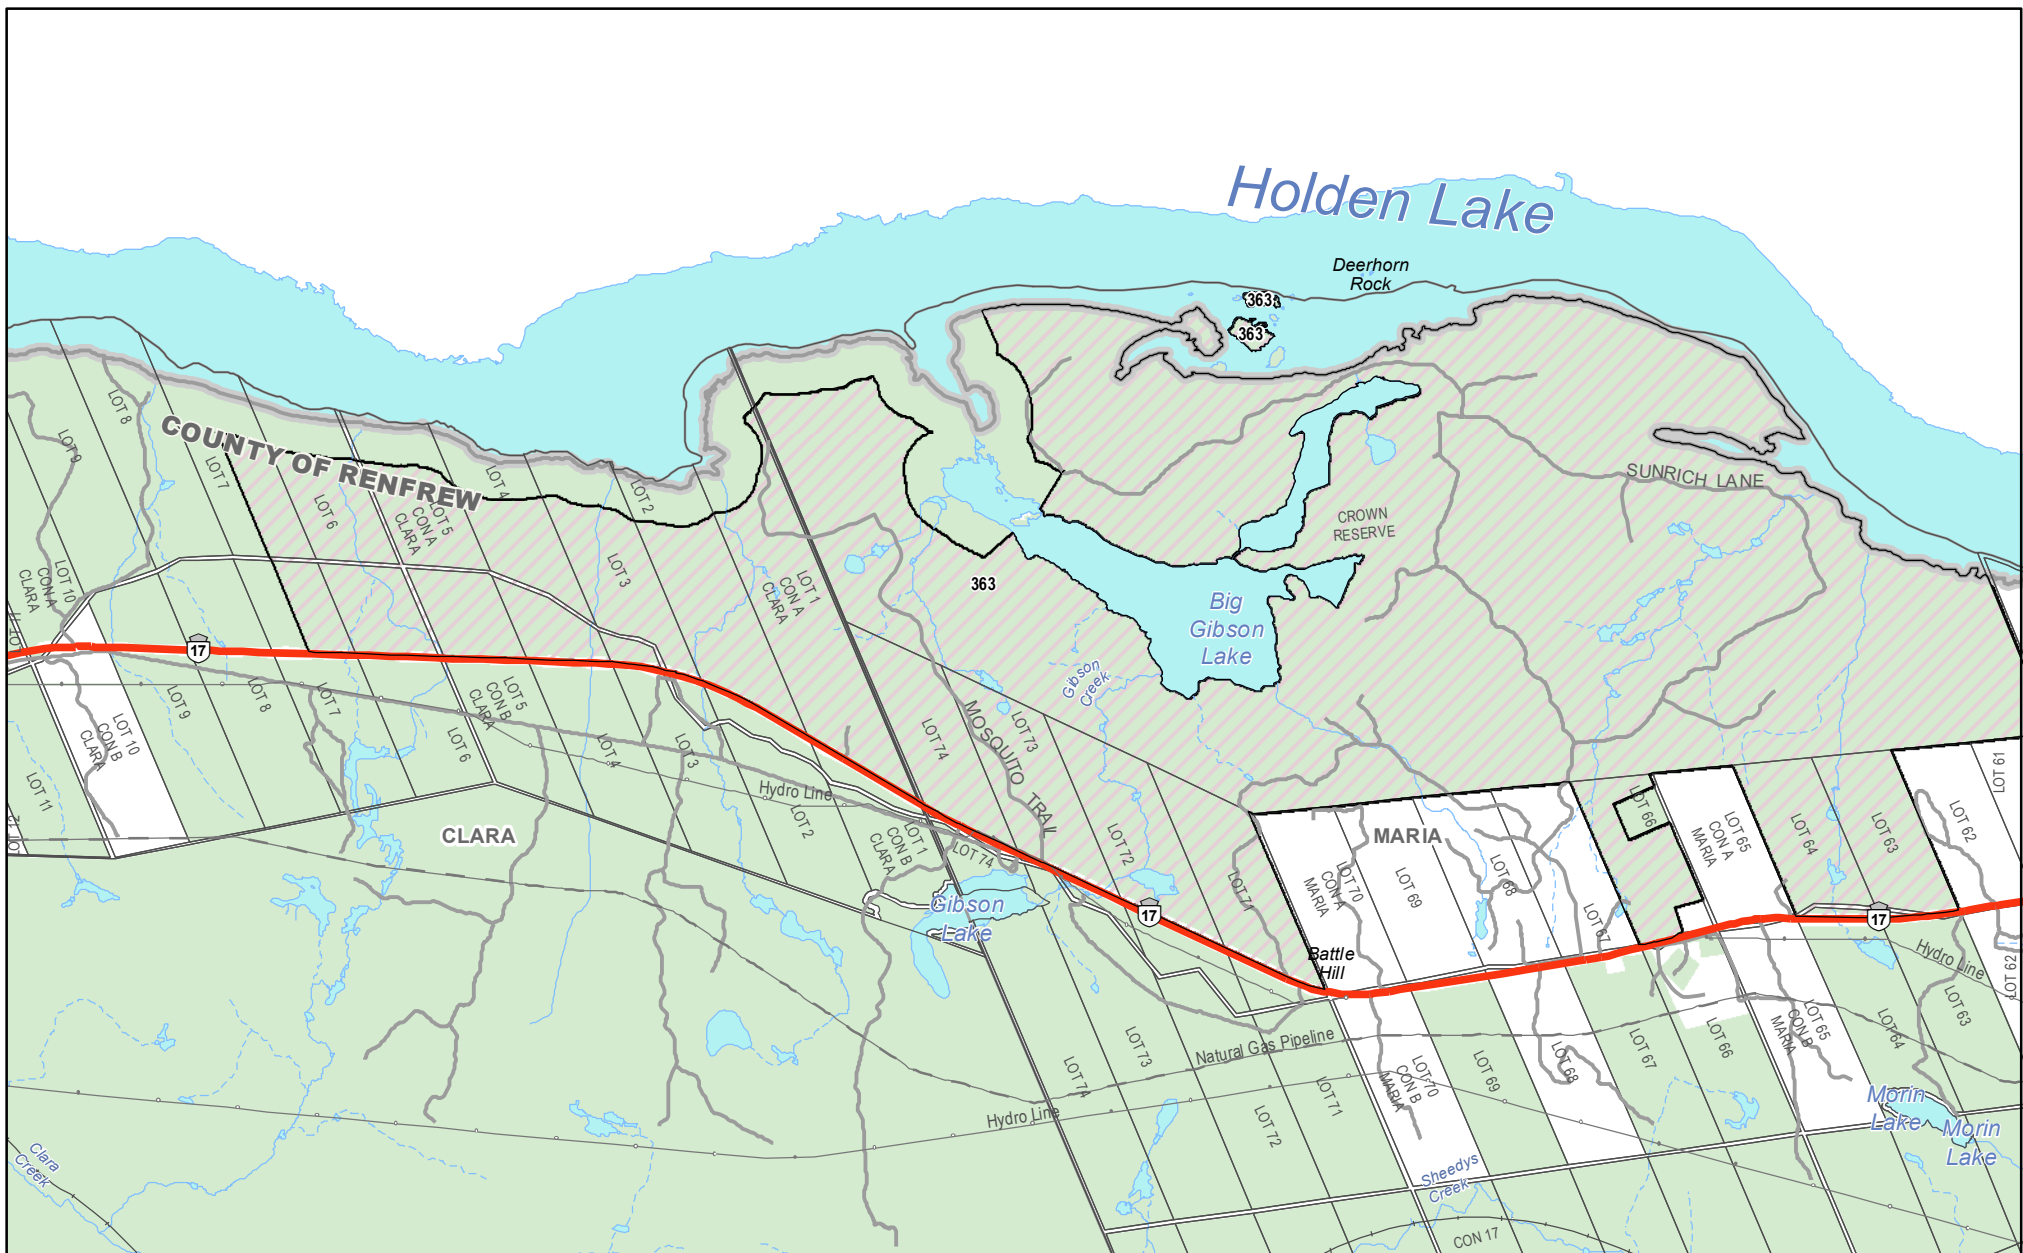 Holden Lake
Deerhorn
Rock
363
363
LOT 8
LOT 9
COUNTY OF RENFREW
LOT 7
LOT 6
LOT 5
CON A
CLARA
LOT 4
LOT 2
LOT 3
SUNRICH LANE
CROWN
RESERVE
LOT 10
CON A
CLARA
LOT 1
CON A
CLARA
363
Big
Gibson
Lake
LOT 11
17
Gibson
Creek
LOT 9
LOT 8
LOT 7
LOT 5
CON B
CLARA
LOT 10
CON B
CLARA
LOT 6
LOT 4
LOT 3
LOT 74
MOSQUITO TRAIL
LOT 73
LOT 11
Hydro Line
LOT 2
LOT 61
LOT 62
LOT 66
LOT 65
CON A
MARIA
LOT 64
LOT 63
LOT 12
CLARA
LOT 1
CON B
CLARA
LOT 74
LOT 72
MARIA
LOT 71
LOT 70
CON A
MARIA
LOT 69
LOT 68
LOT 67
Gibson
Lake
17
17
Battle
Hill
Hydro Line
LOT 62
LOT 63
LOT 64
LOT 65
CON B
MARIA
LOT 66
LOT 67
LOT 68
LOT 69
LOT 70
CON B
MARIA
Natural Gas Pipeline
LOT 73
LOT 74
LOT 71
LOT 72
Hydro Line
Morin
Lake
Morin
Lake
Clara
Creek
Sheedys
Creek
CON 17